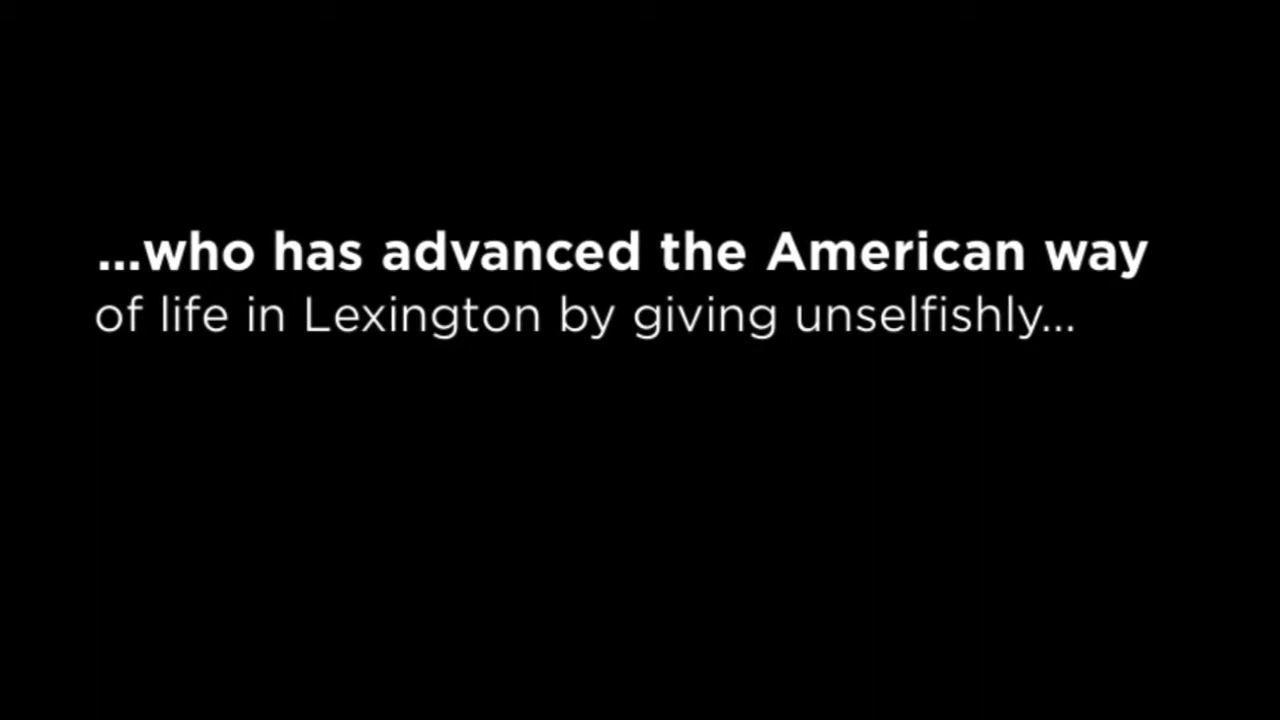 ...who has advanced the American way
of life in Lexington by giving unselfishly...